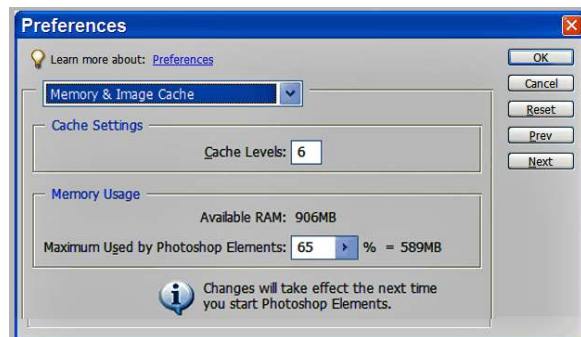 Preferences
Learn more about: Preferences
Memory & Image Cache
Cache Settings
Cache Levels: 6
Memory Usage
Available RAM: 906MB
Maximum Used by Photoshop Elements: 65 % = 589MB
Changes will take effect the next time
you start Photoshop Elements.
OK
Cancel
Reset
Prev
Next